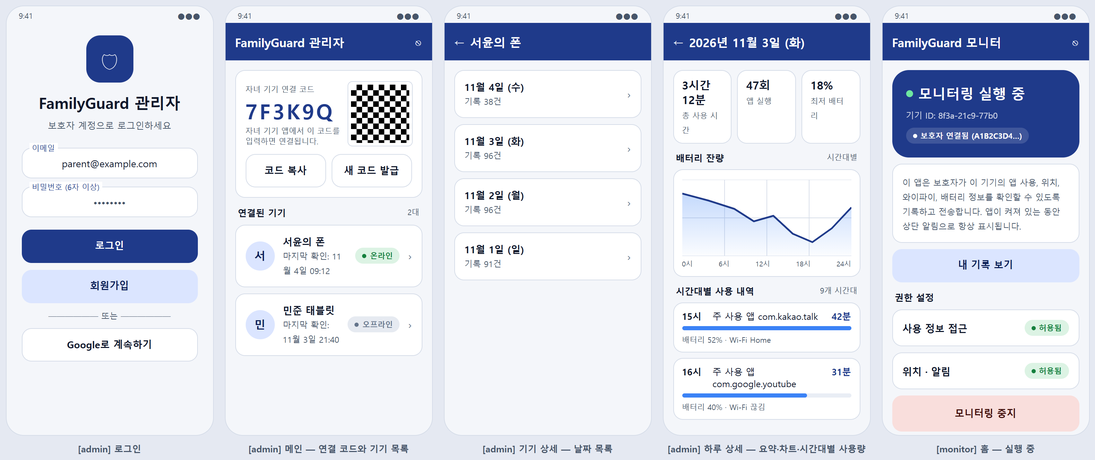 9:41
FamilyGuard 관리자
보호자 계정으로 로그인하세요
이메일
parent@example.com
비밀번호 (6자 이상)
••••••••
로그인
회원가입
또는
Google로 계속하기
[admin] 로그인
9:41
FamilyGuard 관리자
자녀 기기 연결 코드
7F3K9Q
자녀 기기 앱에서 이 코드를
입력하면 연결됩니다.
코드 복사
새 코드 발급
연결된 기기
2대
서
서윤의 폰
마지막 확인: 11
월 4일 09:12
온라인
민
민준 태블릿
마지막 확인:
11월 3일 21:40
오프라인
[admin] 메인 — 연결 코드와 기기 목록
9:41
← 서윤의 폰
11월 4일 (수)
기록 38건
11월 3일 (화)
기록 96건
11월 2일 (월)
기록 96건
11월 1일 (일)
기록 91건
[admin] 기기 상세 — 날짜 목록
9:41
← 2026년 11월 3일 (화)
3시간
12분
총 사용 시
간
47회
앱 실행
18%
최저 배터
리
배터리 잔량
시간대별
0시 6시 12시 18시 24시
시간대별 사용 내역
9개 시간대
15시 주 사용 앱 com.kakao.talk 42분
배터리 52% · Wi-Fi Home
16시 주 사용 앱 31분
com.google.youtube
배터리 40% · Wi-Fi 끊김
[admin] 하루 상세 — 요약·차트·시간대별 사용량
9:41
FamilyGuard 모니터
모니터링 실행 중
기기 ID: 8f3a-21c9-77b0
보호자 연결됨 (A1B2C3D4…)
이 앱은 보호자가 이 기기의 앱 사용, 위치,
와이파이, 배터리 정보를 확인할 수 있도록
기록하고 전송합니다. 앱이 켜져 있는 동안
상단 알림으로 항상 표시됩니다.
내 기록 보기
권한 설정
사용 정보 접근
허용됨
위치 · 알림
허용됨
모니터링 중지
[monitor] 홈 — 실행 중